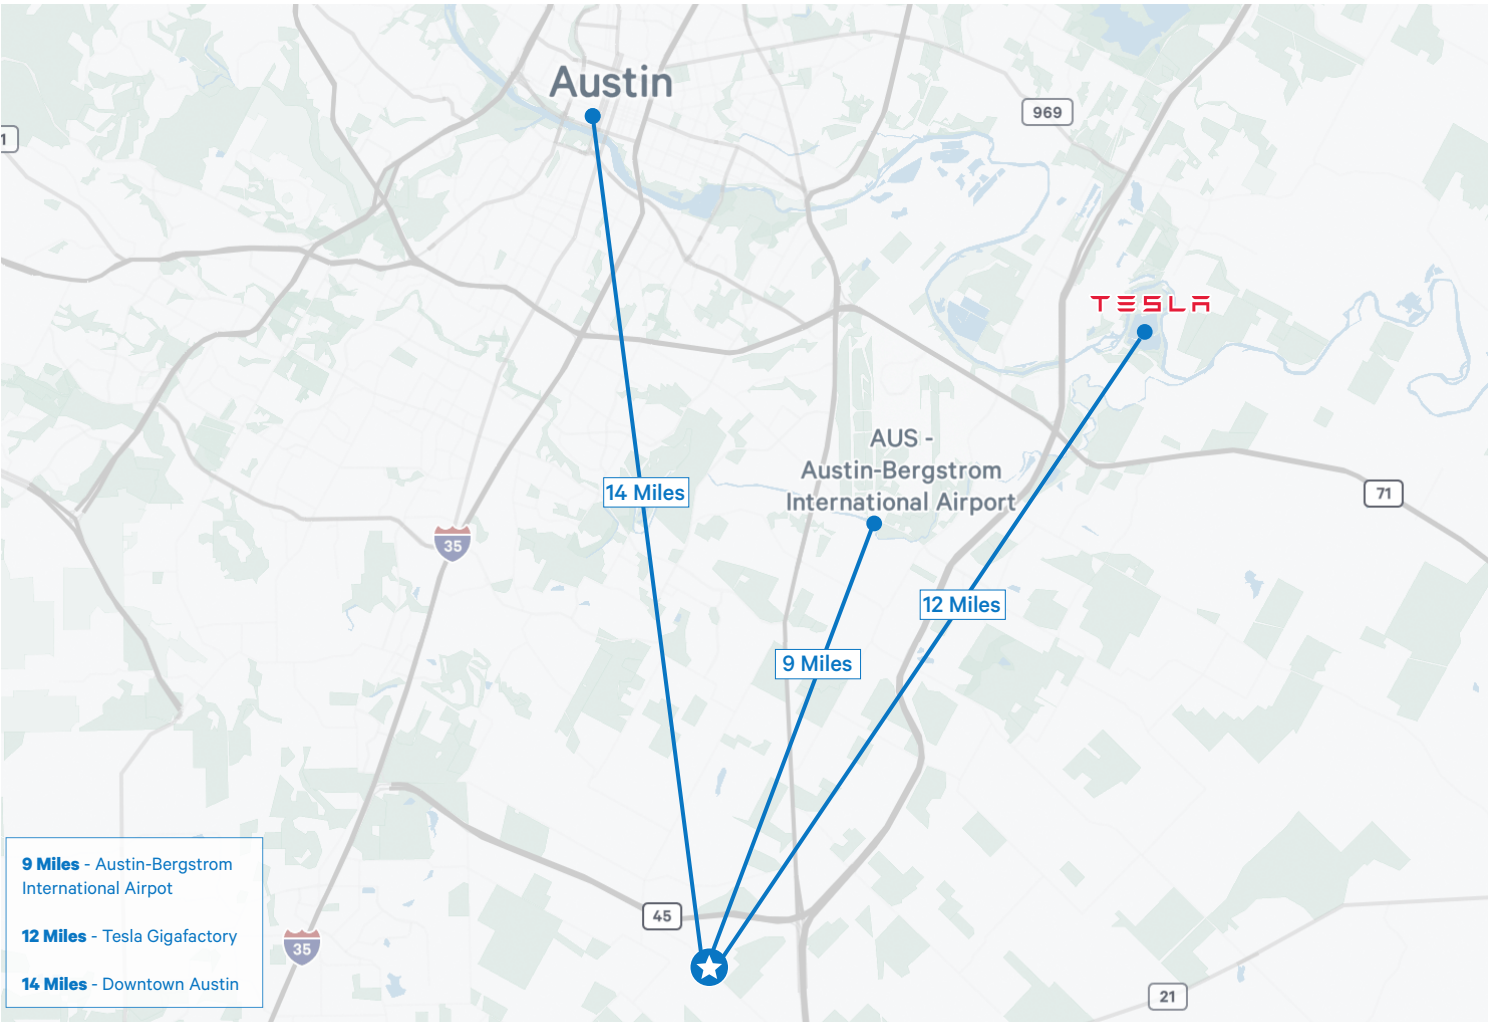 Austin
969
1
TESLA
AUS -
Austin-Bergstrom
International Airport
14 Miles
71
35
12 Miles
9 Miles
9 Miles - Austin-Bergstrom
International Airpot
12 Miles - Tesla Gigafactory
14 Miles - Downtown Austin
45
35
21